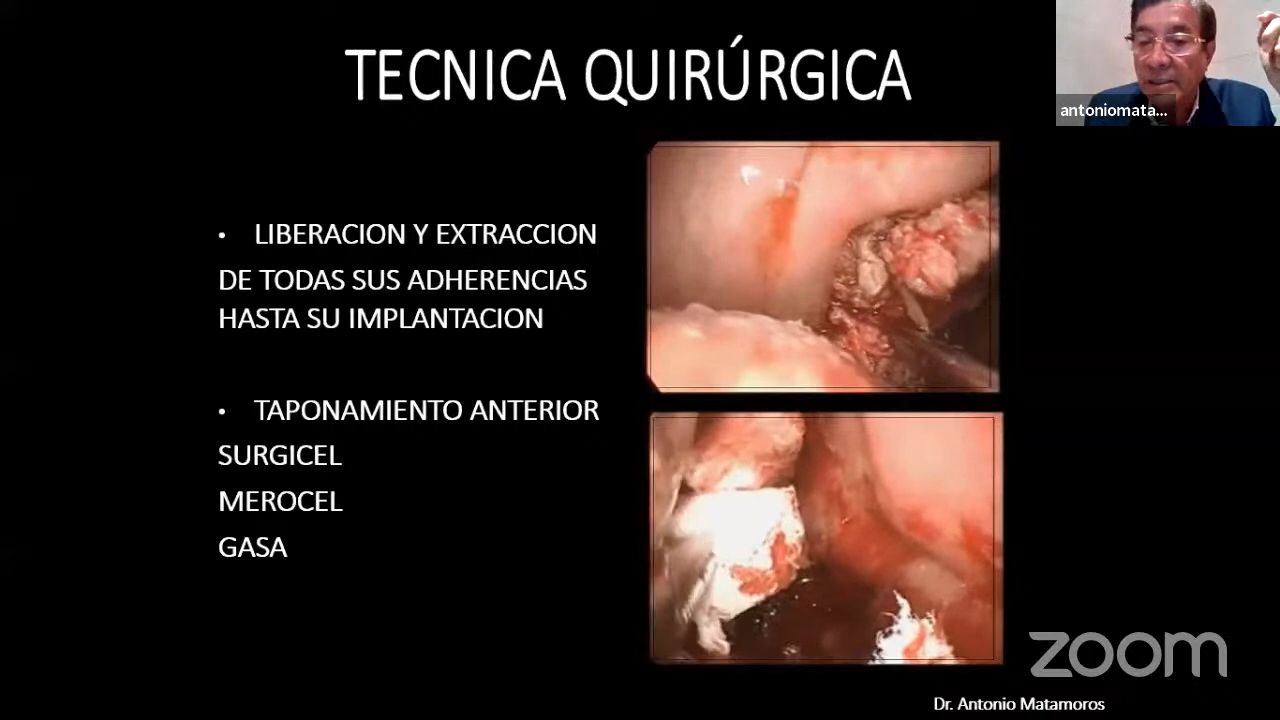 TECNICA QUIRÚRGICA
antoniomata...
• LIBERACION Y EXTRACCION
DE TODAS SUS ADHERENCIAS
HASTA SU IMPLANTACION
• TAPONAMIENTO ANTERIOR
SURGICEL
MEROCEL
GASA
zoom
Dr. Antonio Matamoros